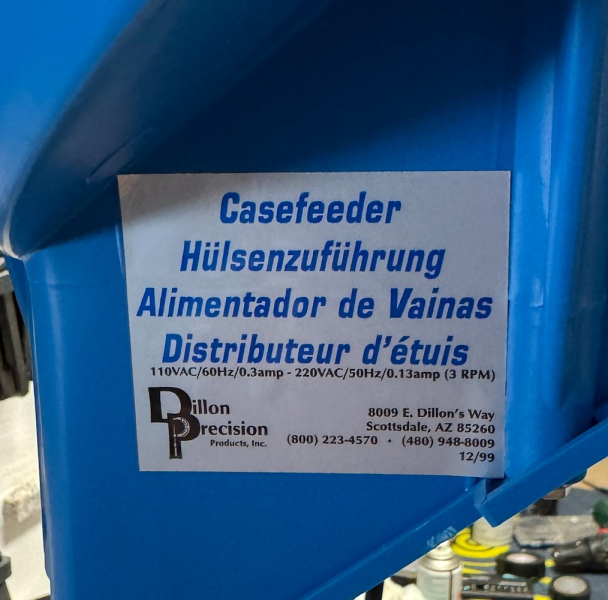 Casefeeder
Hülsenzuführung
Alimentador de Vainas
Distributeur d'étuis
110VAC/60Hz/0.3amp - 220VAC/50Hz/0.13amp (3 RPM)
Dillon
Precision
Products, Inc.
8009 E. Dillon's Way
Scottsdale, AZ 85260
(800) 223-4570 • (480) 948-8009
12/99